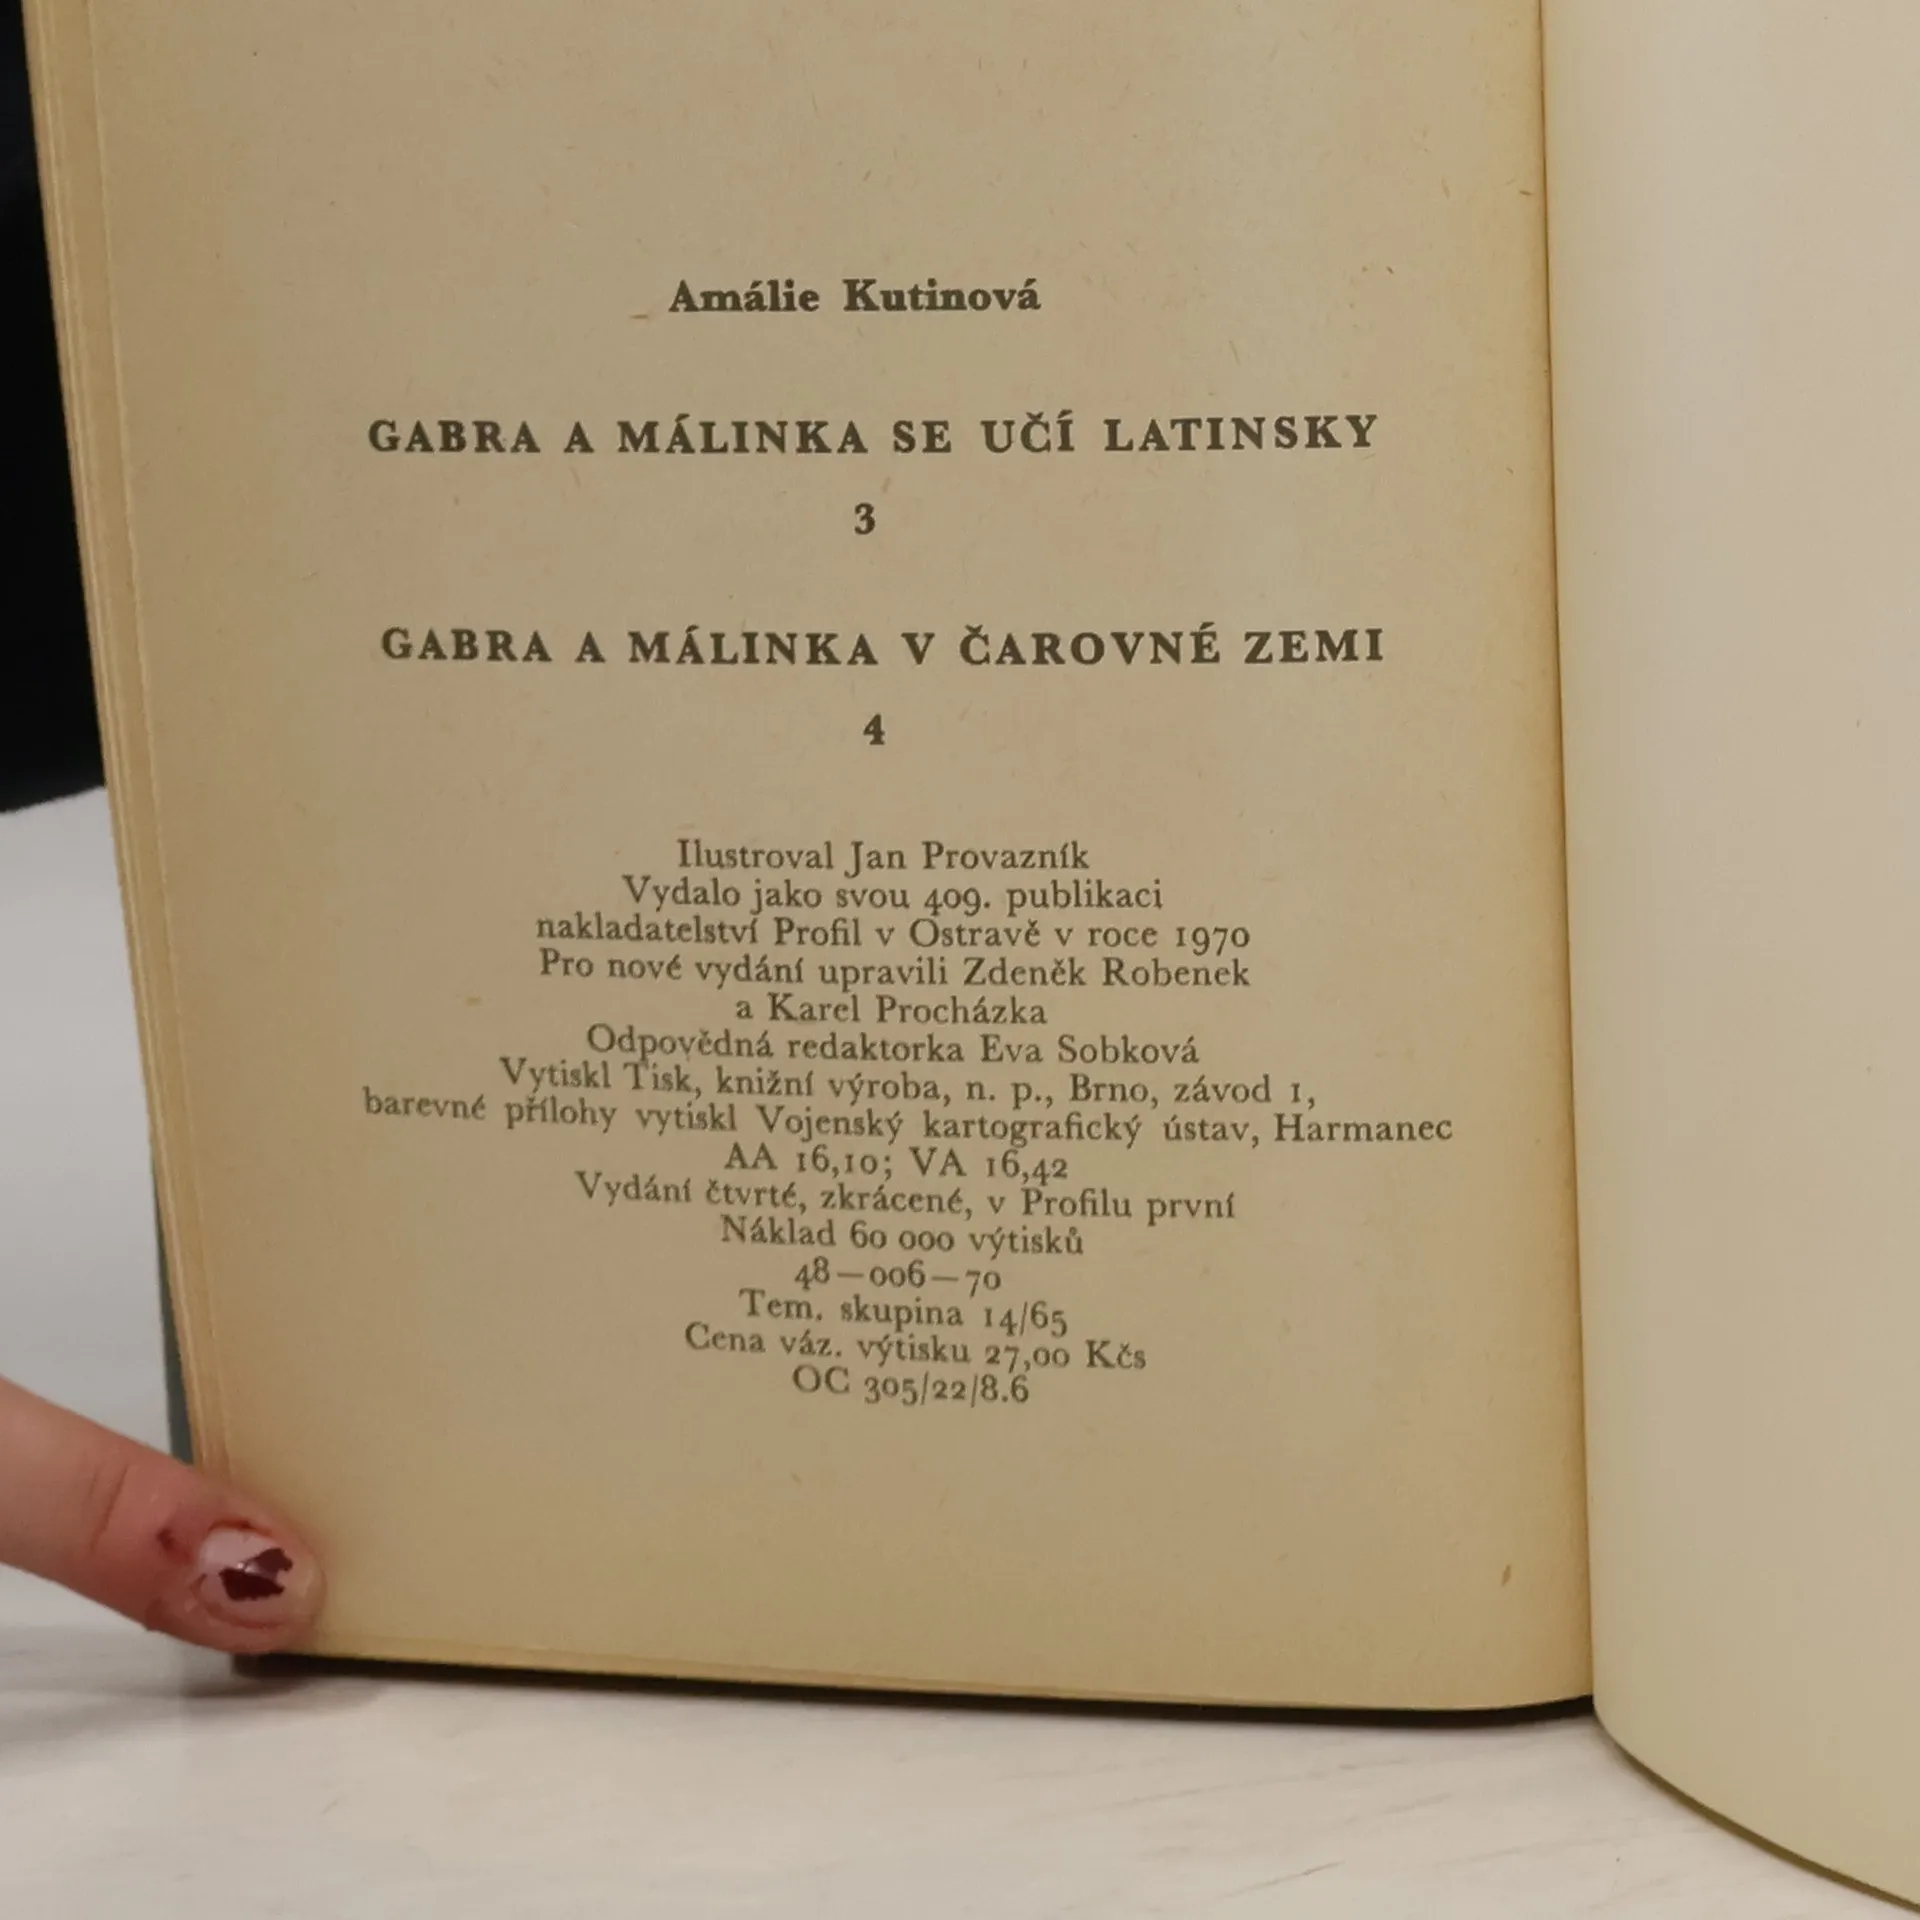 Amálie Kutinová
GABRA A MÁLINKA SE UČÍ LATINSKY
3
GABRA A MÁLINKA V ČAROVNÉ ZEMI
4
Ilustroval Jan Provazník
Vydalo jako svou 409. publikaci
nakladatelství Profil v Ostravě v roce 1970
Pro nové vydání upravili Zdeněk Robenek
a Karel Procházka
Odpovědná redaktorka Eva Sobková
Vytiskl Tisk, knižní výroba, n. p., Brno, závod 1,
barevné přílohy vytiskl Vojenský kartografický ústav, Harmanec
AA 16,10; VA 16,42
Vydání čtvrté, zkrácené, v Profilu první
Náklad 60 000 výtisků
48—006—70
Tem. skupina 14/65
Cena váz. výtisku 27,00 Kčs
OC 305/22/8.6